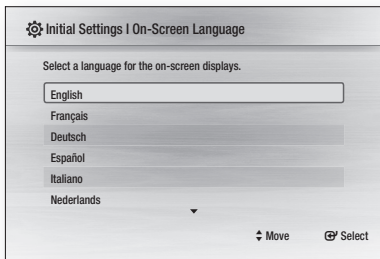 Initial Settings I On-Screen Language
Select a language for the on-screen displays.
English
Français
Deutsch
Español
Italiano
Nederlands
Move Select